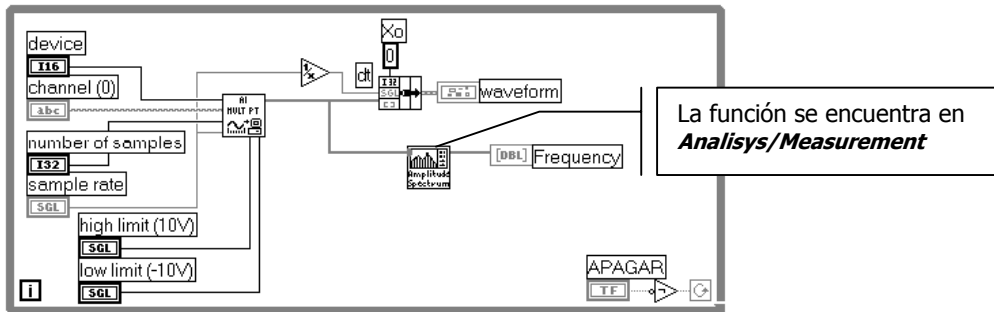 device
I16
channel (0)
abc
number of samples
I32
sample rate
SGL
high limit (10V)
SGL
low limit (-10V)
SGL
i
AI
MULT PT
1/x
Xo
0
dt
I32
SGL
waveform
Amplitude
Spectrum
[DBL]
Frequency
La función se encuentra en
Analisys/Measurement
APAGAR
TF